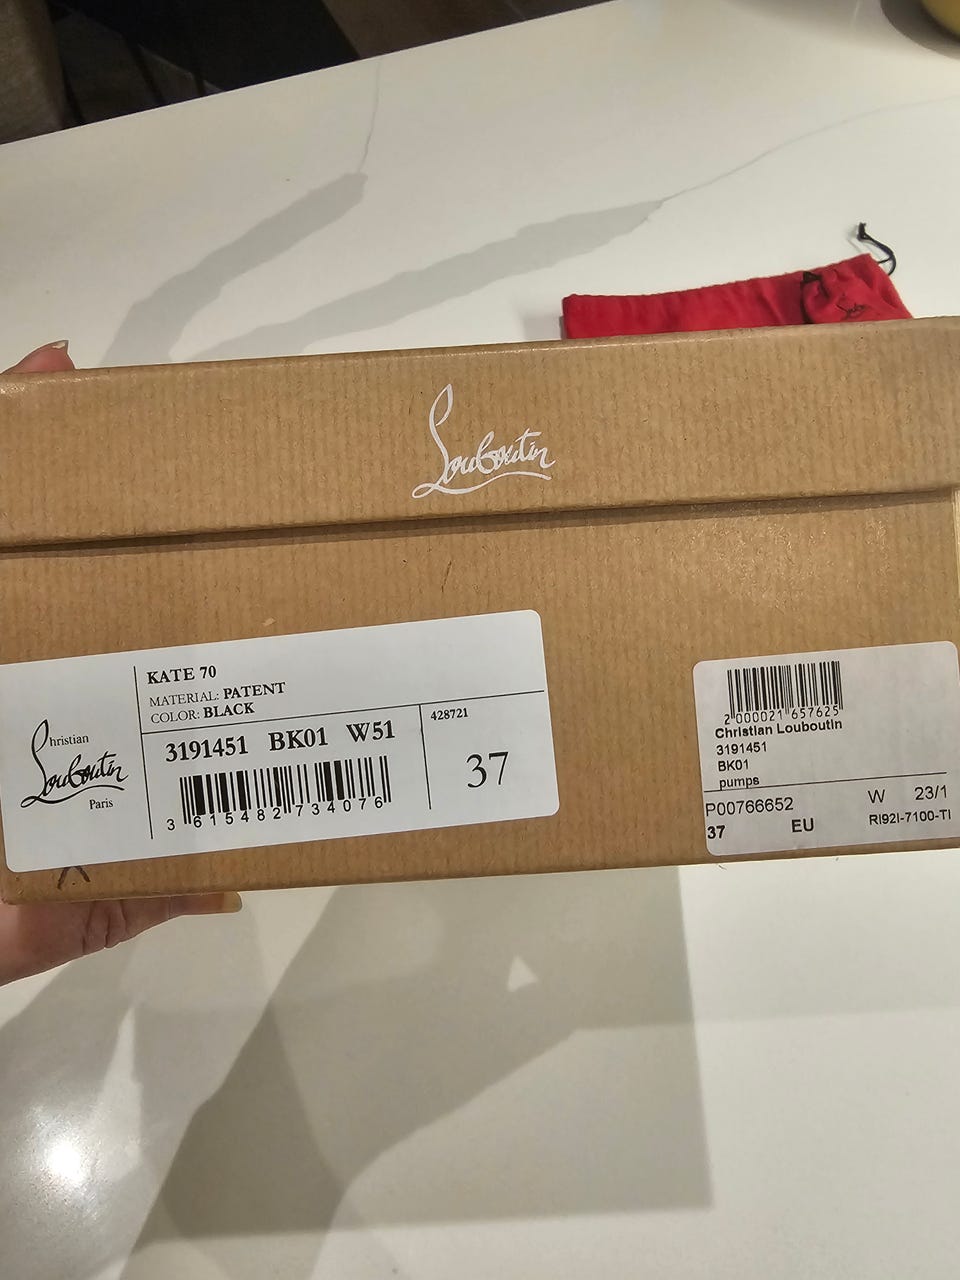 Louboutin
Christian
Louboutin
Paris
KATE 70
MATERIAL: PATENT
COLOR: BLACK
3191451 BK01 W51
3 615482 734076
428721
37
2 000021 657625
Christian Louboutin
3191451
BK01
pumps
P00766652 W 23/1
37 EU RI92I-7100-TI